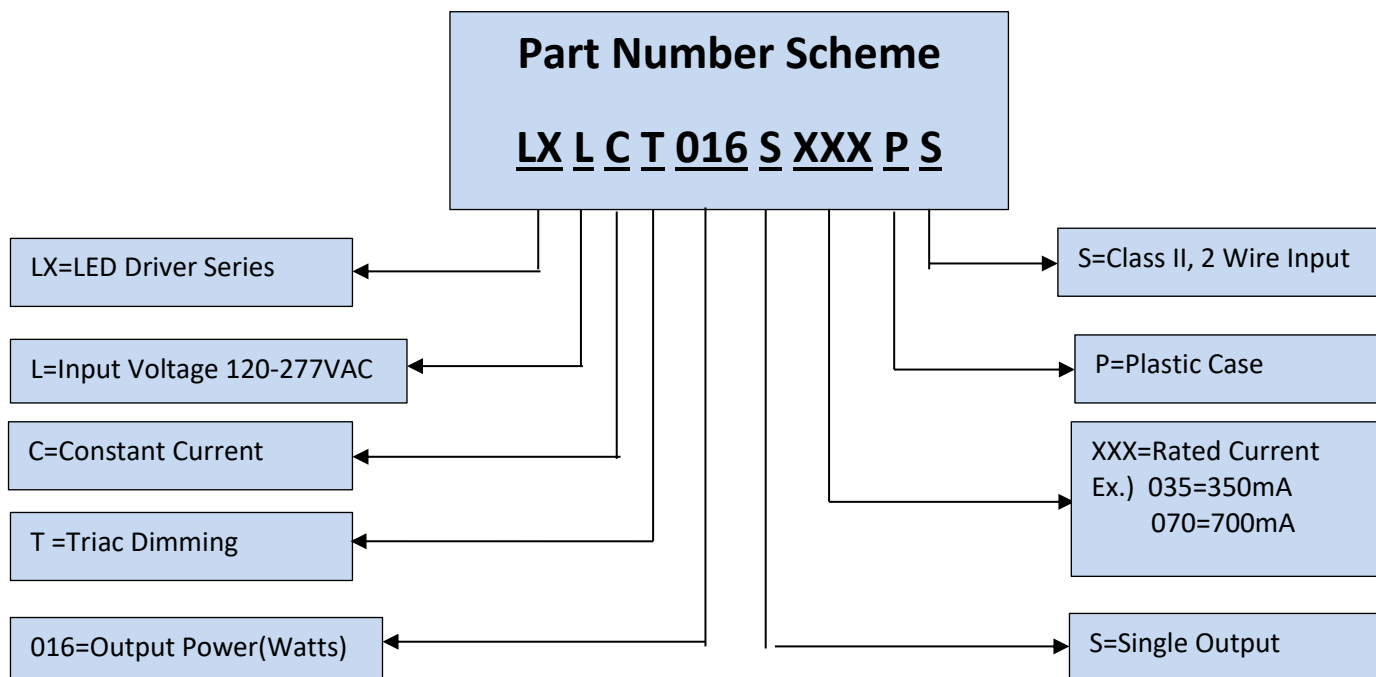 Part Number Scheme
LX L C T 016 S XXX P S
LX=LED Driver Series
L=Input Voltage 120-277VAC
C=Constant Current
T =Triac Dimming
016=Output Power(Watts)
S=Class II, 2 Wire Input
P=Plastic Case
XXX=Rated Current
Ex.) 035=350mA
070=700mA
S=Single Output